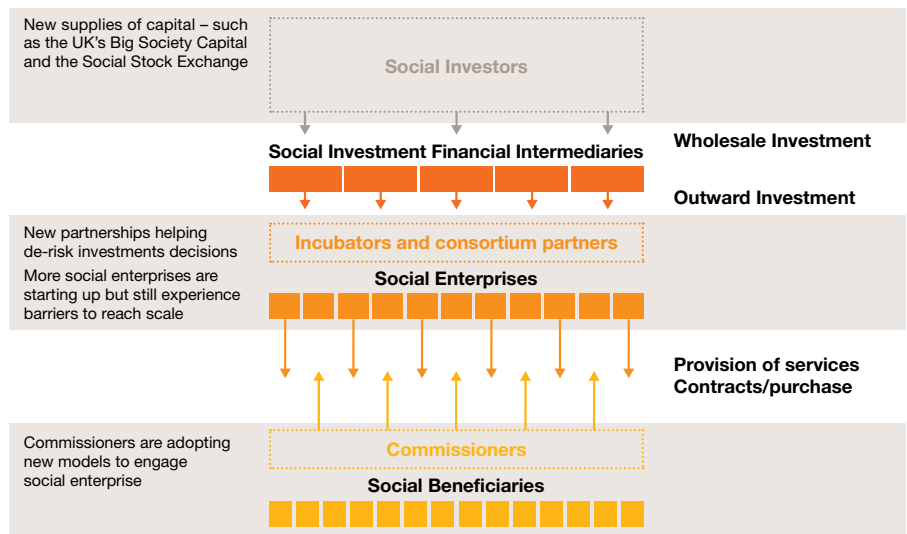 New supplies of capital – such
as the UK's Big Society Capital
and the Social Stock Exchange
Social Investors
Social Investment Financial Intermediaries
Wholesale Investment
Outward Investment
New partnerships helping
de-risk investments decisions
More social enterprises are
starting up but still experience
barriers to reach scale
Incubators and consortium partners
Social Enterprises
Provision of services
Contracts/purchase
Commissioners are adopting
new models to engage
social enterprise
Commissioners
Social Beneficiaries